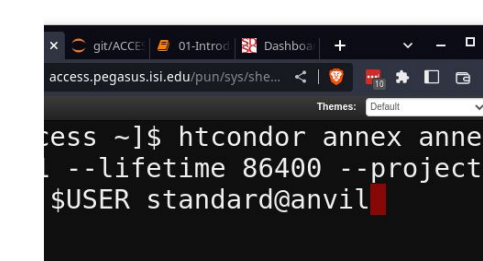 git/ACCE
01-Introd
Dashboa
access.pegasus.isi.edu/pun/sys/she...
10
Themes: Default
cess ~]$ htcondor annex anne
--lifetime 86400 --project
$USER standard@anvil